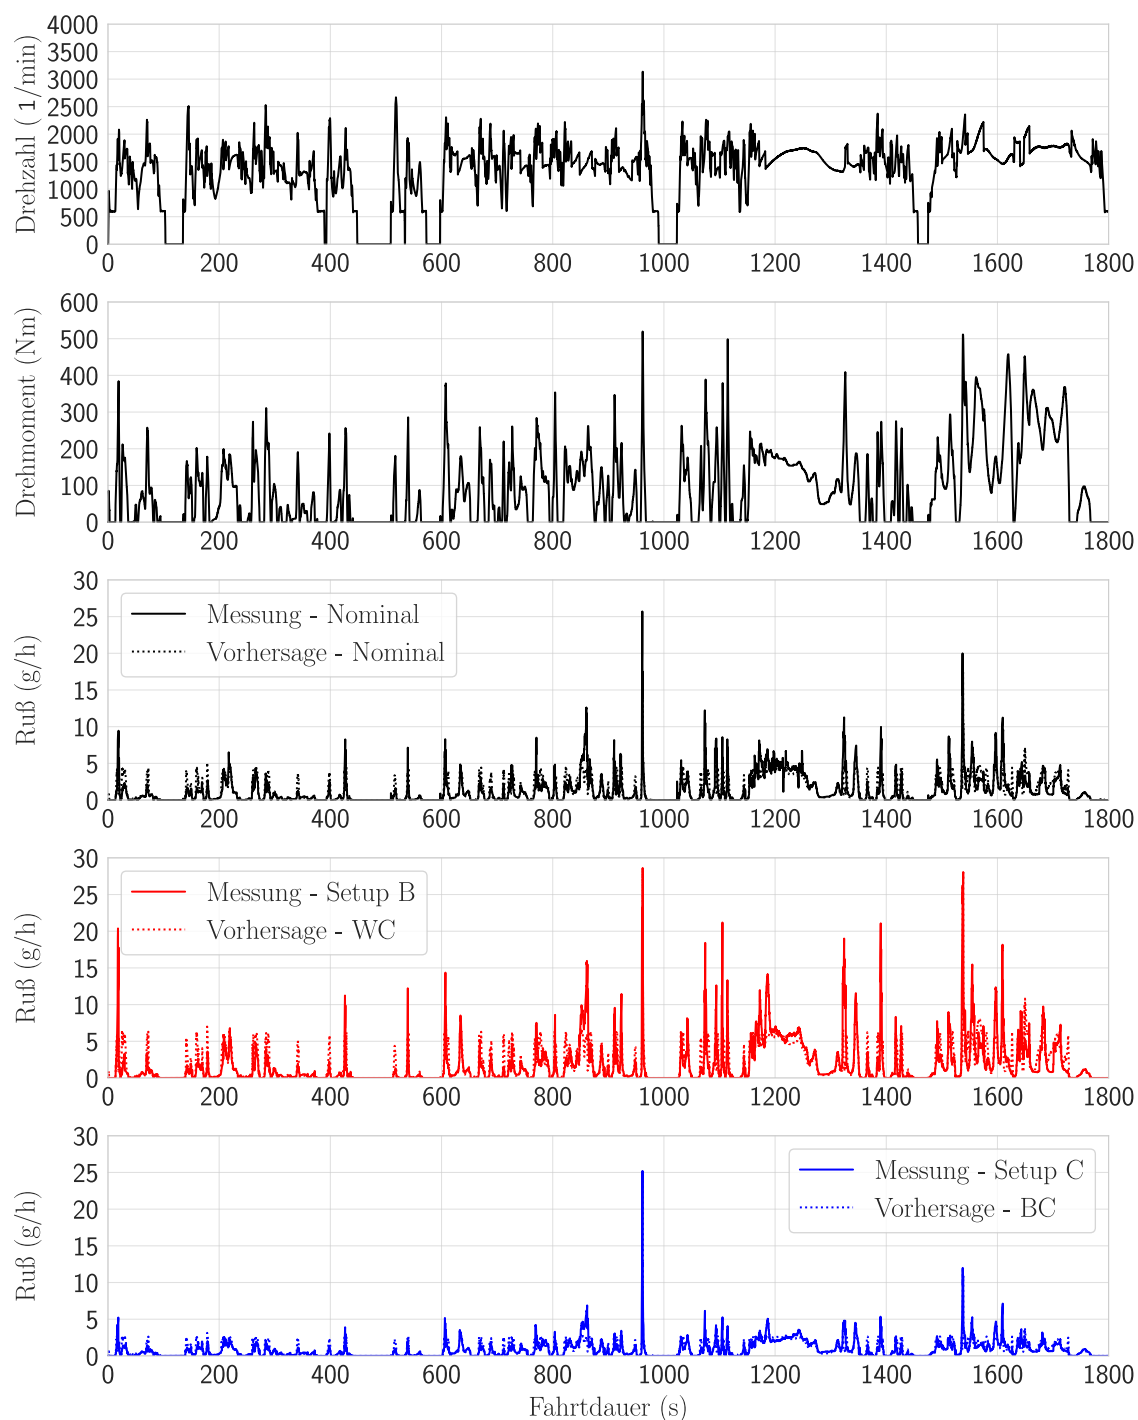 4000
3500
3000
2500
2000
1500
1000
500
0
Drehzahl ( 1/min)
0 200 400 600 800 1000 1200 1400 1600 1800
600
500
400
300
200
100
0
Drehmoment (Nm)
0 200 400 600 800 1000 1200 1400 1600 1800
30
25
20
15
10
5
0
Ruß (g/h)
Messung - Nominal
Vorhersage - Nominal
0 200 400 600 800 1000 1200 1400 1600 1800
30
25
20
15
10
5
0
Ruß (g/h)
Messung - Setup B
Vorhersage - WC
0 200 400 600 800 1000 1200 1400 1600 1800
30
25
20
15
10
5
0
Ruß (g/h)
Messung - Setup C
Vorhersage - BC
0 200 400 600 800 1000 1200 1400 1600 1800
Fahrtdauer (s)